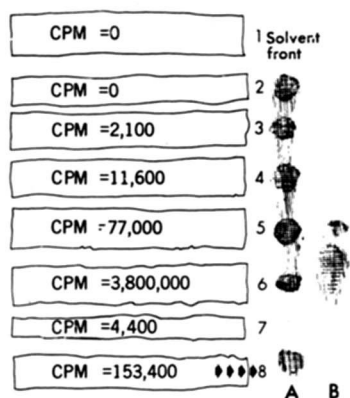 CPM =0 1 Solvent
front
CPM =0 2
CPM =2,100 3
CPM =11,600 4
CPM =77,000 5
CPM =3,800,000 6
CPM =4,400 7
CPM =153,400 8
A B